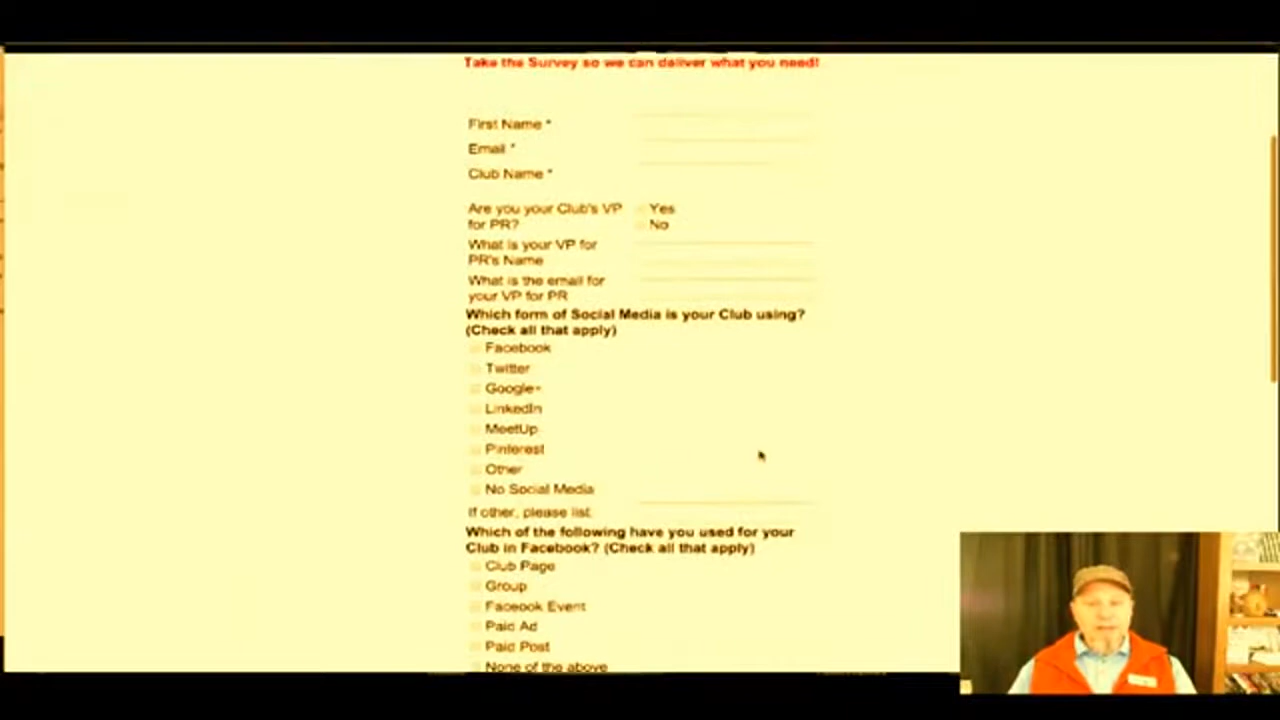 Take the Survey so we can deliver what you need!
First Name *
Email *
Club Name *
Are you your Club's VP for PR?
Yes
No
What is your VP for PR's Name
What is the email for your VP for PR
Which form of Social Media is your Club using?
(Check all that apply)
Facebook
Twitter
Google+
LinkedIn
MeetUp
Pinterest
Other
No Social Media
If other, please list:
Which of the following have you used for your
Club in Facebook? (Check all that apply)
Club Page
Group
Faceook Event
Paid Ad
Paid Post
None of the above